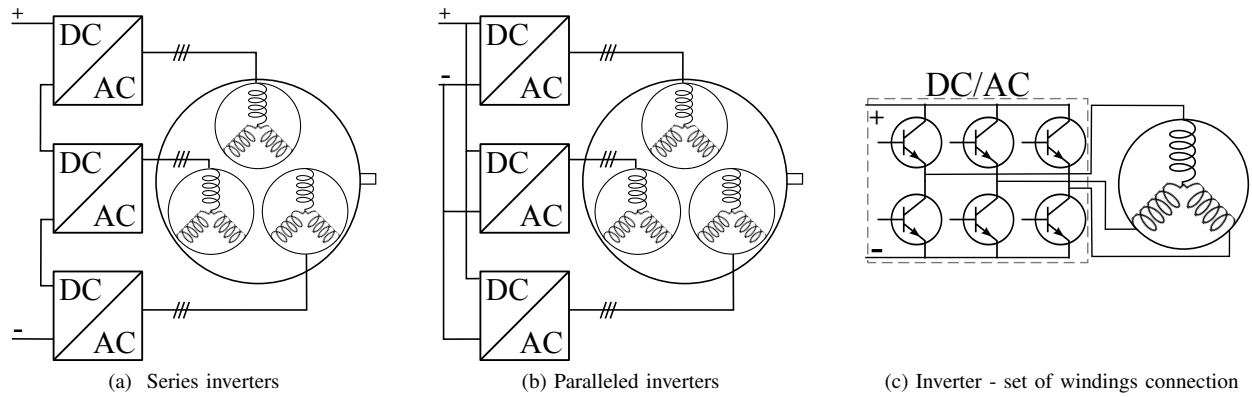 +
DC
AC
DC
AC
-
DC
AC
(a) Series inverters
+
-
DC
AC
DC
AC
DC
AC
(b) Paralleled inverters
DC/AC
+
-
(c) Inverter - set of windings connection